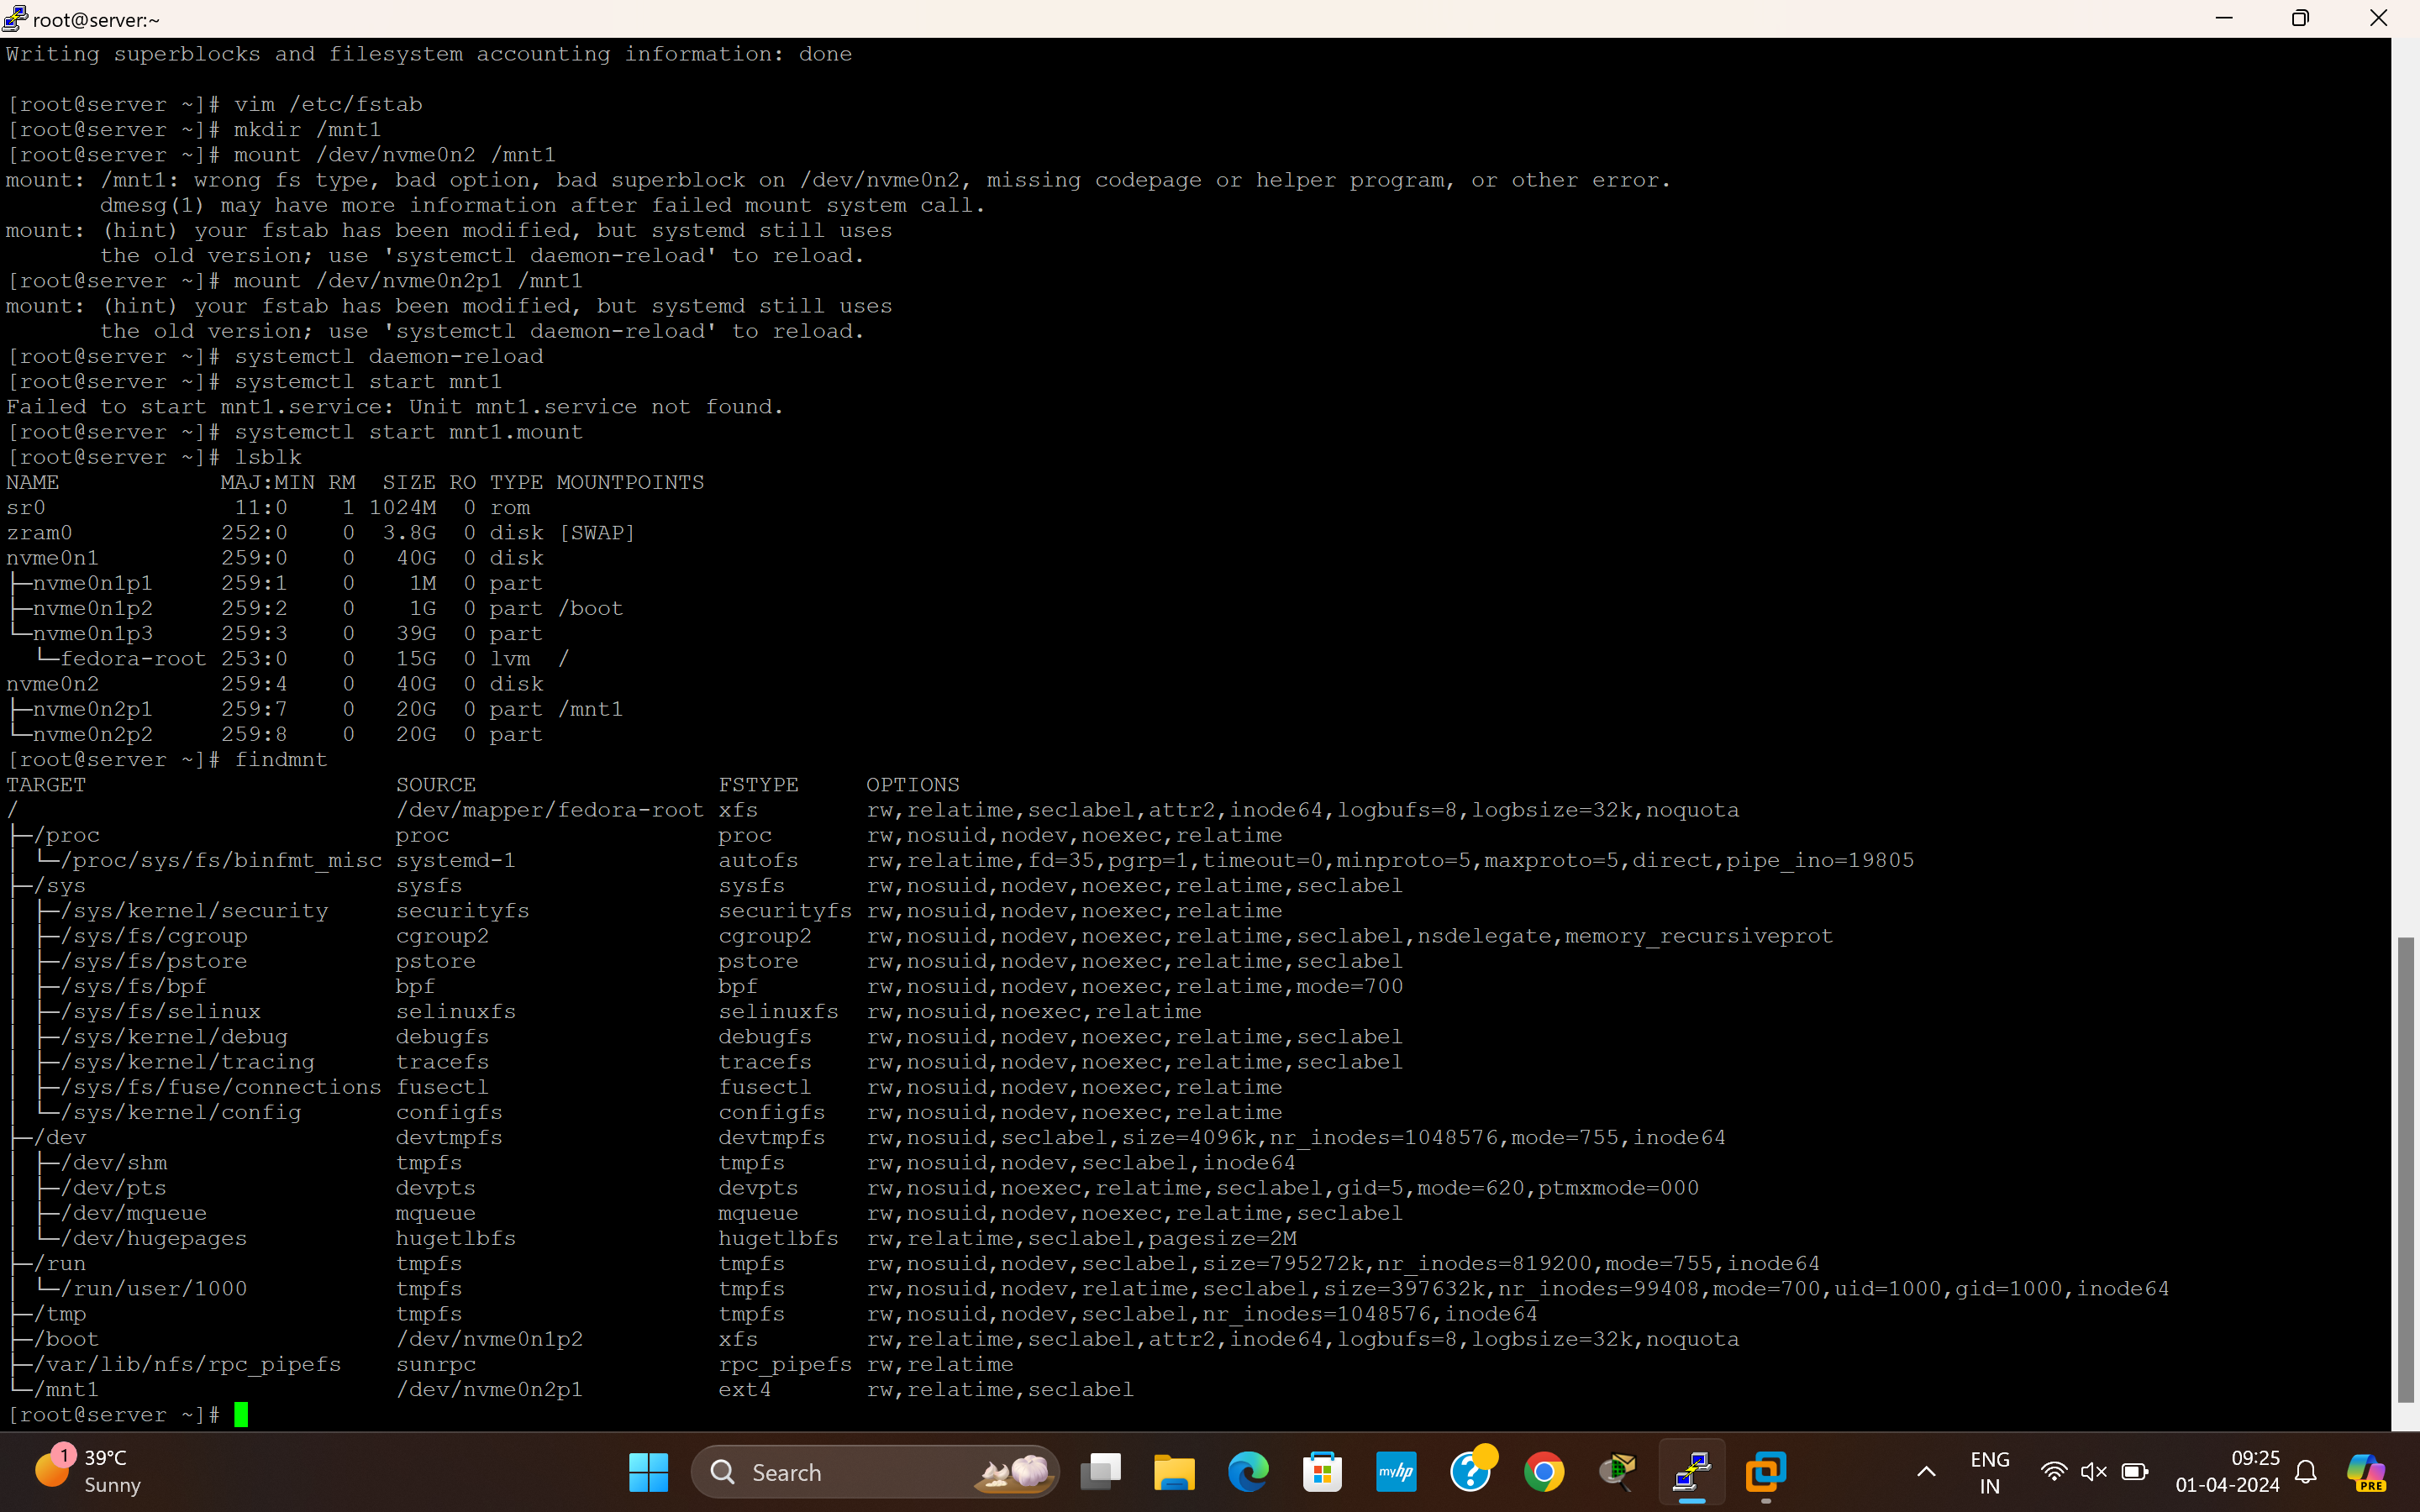 root@server:~
Writing superblocks and filesystem accounting information: done
[root@server ~]# vim /etc/fstab
[root@server ~]# mkdir /mnt1
[root@server ~]# mount /dev/nvme0n2 /mnt1
mount: /mnt1: wrong fs type, bad option, bad superblock on /dev/nvme0n2, missing codepage or helper program, or other error.
       dmesg(1) may have more information after failed mount system call.
mount: (hint) your fstab has been modified, but systemd still uses
       the old version; use 'systemctl daemon-reload' to reload.
[root@server ~]# mount /dev/nvme0n2p1 /mnt1
mount: (hint) your fstab has been modified, but systemd still uses
       the old version; use 'systemctl daemon-reload' to reload.
[root@server ~]# systemctl daemon-reload
[root@server ~]# systemctl start mnt1
Failed to start mnt1.service: Unit mnt1.service not found.
[root@server ~]# systemctl start mnt1.mount
[root@server ~]# lsblk
NAME            MAJ:MIN RM  SIZE RO TYPE MOUNTPOINTS
sr0              11:0    1 1024M  0 rom
zram0           252:0    0  3.8G  0 disk [SWAP]
nvme0n1         259:0    0   40G  0 disk
├─nvme0n1p1     259:1    0    1M  0 part
├─nvme0n1p2     259:2    0    1G  0 part /boot
└─nvme0n1p3     259:3    0   39G  0 part
  └─fedora-root 253:0    0   15G  0 lvm  /
nvme0n2         259:4    0   40G  0 disk
├─nvme0n2p1     259:7    0   20G  0 part /mnt1
└─nvme0n2p2     259:8    0   20G  0 part
[root@server ~]# findmnt
TARGET                       SOURCE                  FSTYPE     OPTIONS
/                            /dev/mapper/fedora-root xfs        rw,relatime,seclabel,attr2,inode64,logbufs=8,logbsize=32k,noquota
├─/proc                      proc                    proc       rw,nosuid,nodev,noexec,relatime
│ └─/proc/sys/fs/binfmt_misc systemd-1               autofs     rw,relatime,fd=35,pgrp=1,timeout=0,minproto=5,maxproto=5,direct,pipe_ino=19805
├─/sys                       sysfs                   sysfs      rw,nosuid,nodev,noexec,relatime,seclabel
│ ├─/sys/kernel/security     securityfs              securityfs rw,nosuid,nodev,noexec,relatime
│ ├─/sys/fs/cgroup           cgroup2                 cgroup2    rw,nosuid,nodev,noexec,relatime,seclabel,nsdelegate,memory_recursiveprot
│ ├─/sys/fs/pstore           pstore                  pstore     rw,nosuid,nodev,noexec,relatime,seclabel
│ ├─/sys/fs/bpf              bpf                     bpf        rw,nosuid,nodev,noexec,relatime,mode=700
│ ├─/sys/fs/selinux          selinuxfs               selinuxfs  rw,nosuid,noexec,relatime
│ ├─/sys/kernel/debug        debugfs                 debugfs    rw,nosuid,nodev,noexec,relatime,seclabel
│ ├─/sys/kernel/tracing      tracefs                 tracefs    rw,nosuid,nodev,noexec,relatime,seclabel
│ ├─/sys/fs/fuse/connections fusectl                 fusectl    rw,nosuid,nodev,noexec,relatime
│ └─/sys/kernel/config       configfs                configfs   rw,nosuid,nodev,noexec,relatime
├─/dev                       devtmpfs                devtmpfs   rw,nosuid,seclabel,size=4096k,nr_inodes=1048576,mode=755,inode64
│ ├─/dev/shm                 tmpfs                   tmpfs      rw,nosuid,nodev,seclabel,inode64
│ ├─/dev/pts                 devpts                  devpts     rw,nosuid,noexec,relatime,seclabel,gid=5,mode=620,ptmxmode=000
│ ├─/dev/mqueue              mqueue                  mqueue     rw,nosuid,nodev,noexec,relatime,seclabel
│ └─/dev/hugepages           hugetlbfs               hugetlbfs  rw,relatime,seclabel,pagesize=2M
├─/run                       tmpfs                   tmpfs      rw,nosuid,nodev,seclabel,size=795272k,nr_inodes=819200,mode=755,inode64
│ └─/run/user/1000           tmpfs                   tmpfs      rw,nosuid,nodev,relatime,seclabel,size=397632k,nr_inodes=99408,mode=700,uid=1000,gid=1000,inode64
├─/tmp                       tmpfs                   tmpfs      rw,nosuid,nodev,seclabel,nr_inodes=1048576,inode64
├─/boot                      /dev/nvme0n1p2          xfs        rw,relatime,seclabel,attr2,inode64,logbufs=8,logbsize=32k,noquota
├─/var/lib/nfs/rpc_pipefs    sunrpc                  rpc_pipefs rw,relatime
└─/mnt1                      /dev/nvme0n2p1          ext4       rw,relatime,seclabel
[root@server ~]#
1 39°C
Sunny
Search
myhp
?
ENG
IN
09:25
01-04-2024
PRE